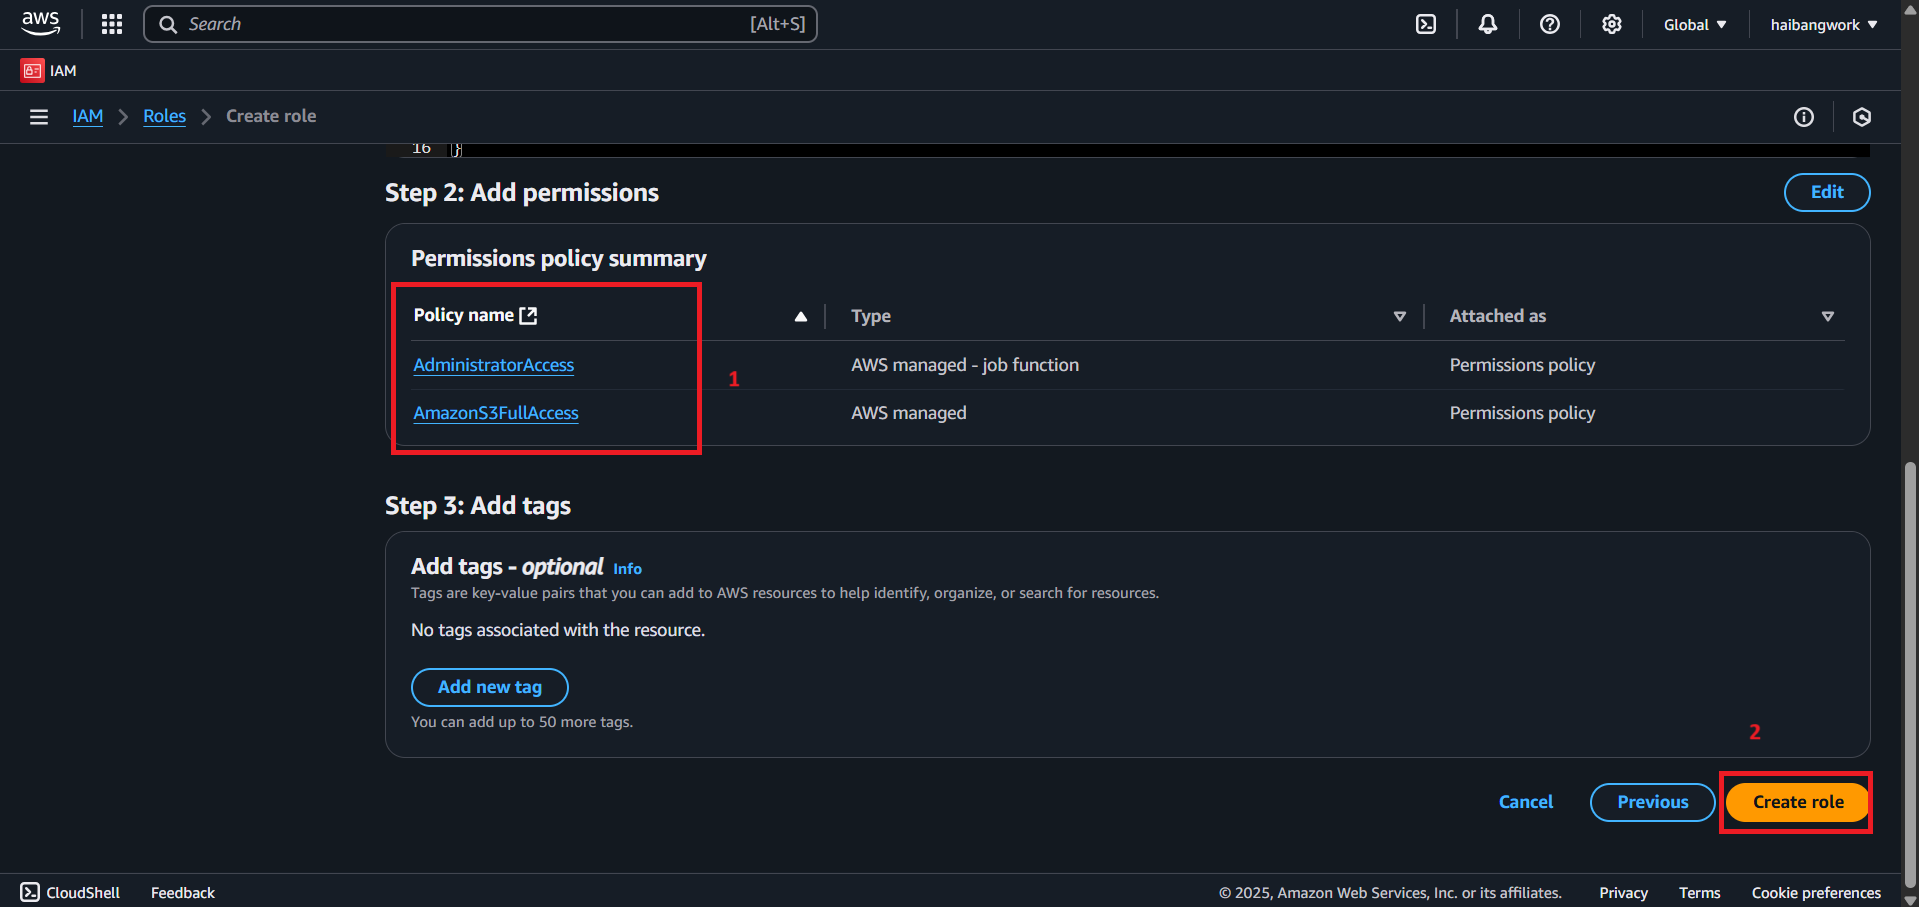 aws
Search [Alt+S]
Global haibangwork
IAM
IAM Roles Create role
16 }
Step 2: Add permissions
Edit
Permissions policy summary
Policy name Type Attached as
AdministratorAccess AWS managed - job function Permissions policy
1
AmazonS3FullAccess AWS managed Permissions policy
Step 3: Add tags
Add tags - optional Info
Tags are key-value pairs that you can add to AWS resources to help identify, organize, or search for resources.
No tags associated with the resource.
Add new tag
You can add up to 50 more tags.
2
Cancel Previous Create role
CloudShell Feedback © 2025, Amazon Web Services, Inc. or its affiliates. Privacy Terms Cookie preferences